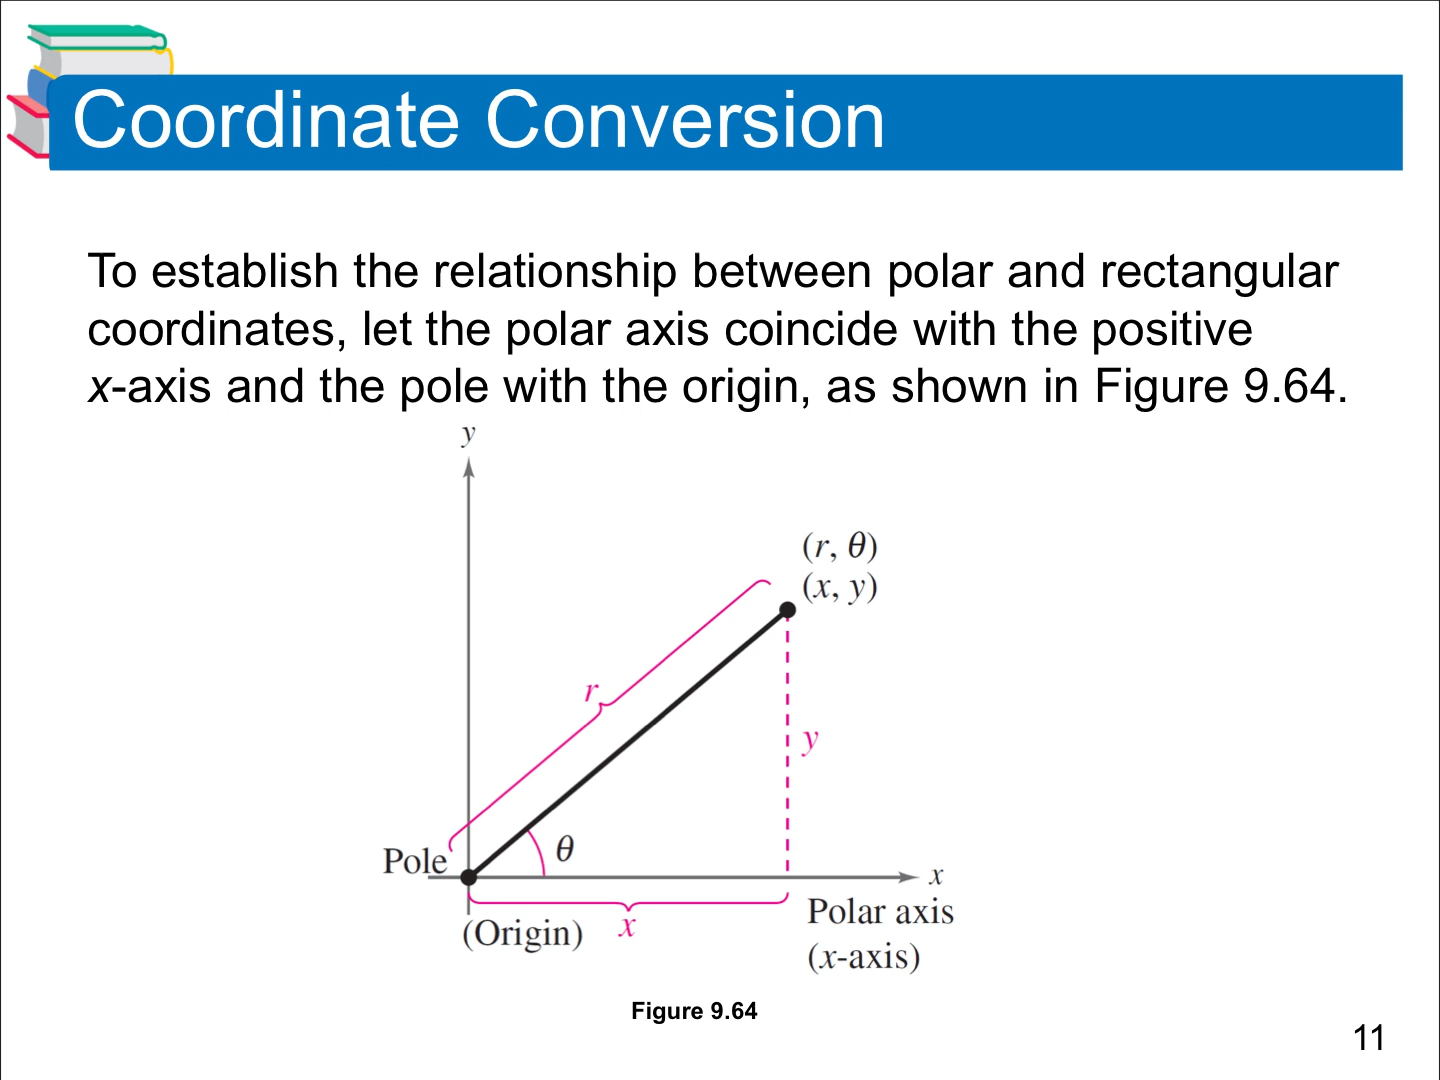 Coordinate Conversion
To establish the relationship between polar and rectangular
coordinates, let the polar axis coincide with the positive
x-axis and the pole with the origin, as shown in Figure 9.64.
y
(r, θ)
(x, y)
r
y
θ
Pole
x
(Origin)
x
Polar axis
(x-axis)
Figure 9.64
11